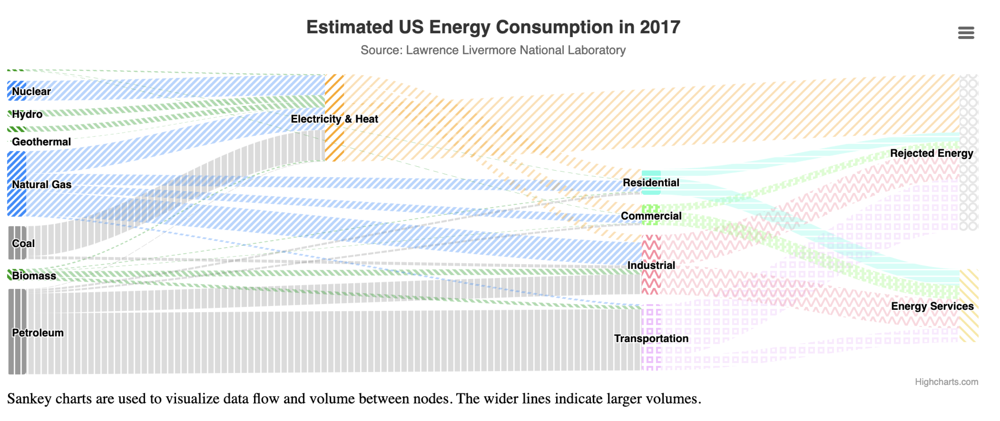 Estimated US Energy Consumption in 2017
Source: Lawrence Livermore National Laboratory
Nuclear
Hydro
Geothermal
Natural Gas
Coal
Biomass
Petroleum
Electricity & Heat
Residential
Commercial
Industrial
Transportation
Rejected Energy
Energy Services
Highcharts.com
Sankey charts are used to visualize data flow and volume between nodes. The wider lines indicate larger volumes.